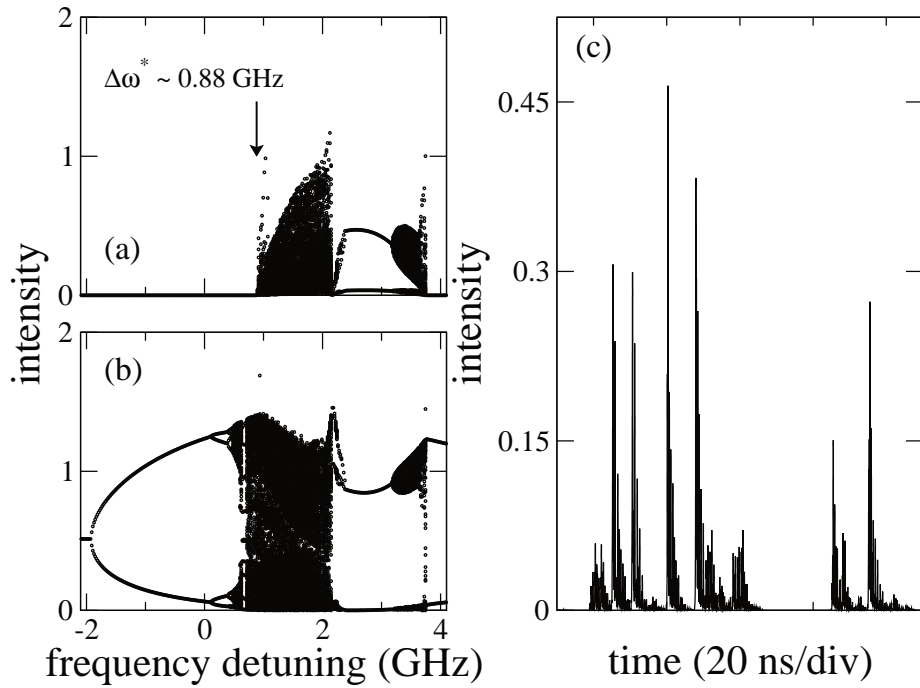 2
Δω* ~ 0.88 GHz
1
(a)
0
intensity
2
(b)
1
0
intensity
-2
0
2
4
frequency detuning (GHz)
(c)
0.45
0.3
0.15
0
intensity
time (20 ns/div)